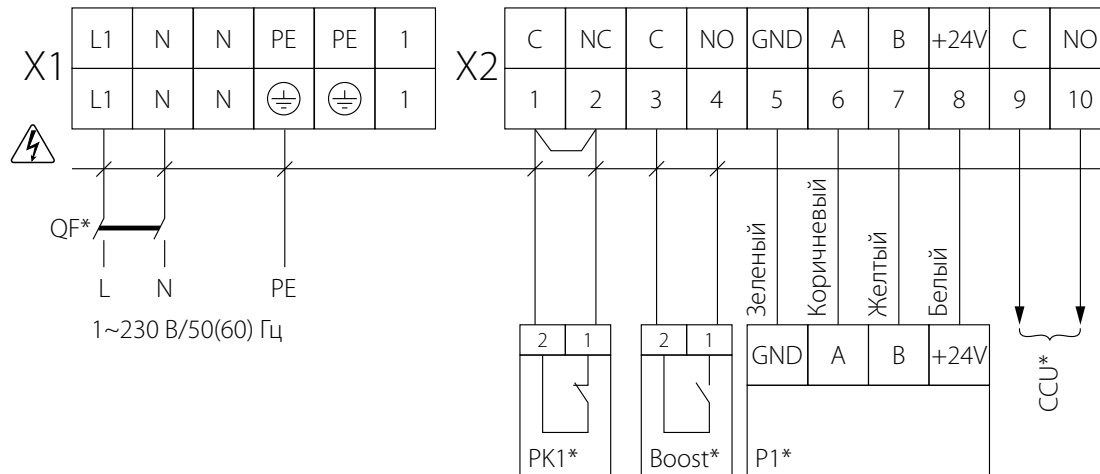 X1
L1 N N PE PE 1
L1 N N 1
X2
C NC C NO GND A B +24V C NO
1 2 3 4 5 6 7 8 9 10
QF*
L N PE
1~230 В/50(60) Гц
Зеленый
Коричневый
Желтый
Белый
2 1
PK1*
2 1
Boost*
GND A B +24V
P1*
CCU*